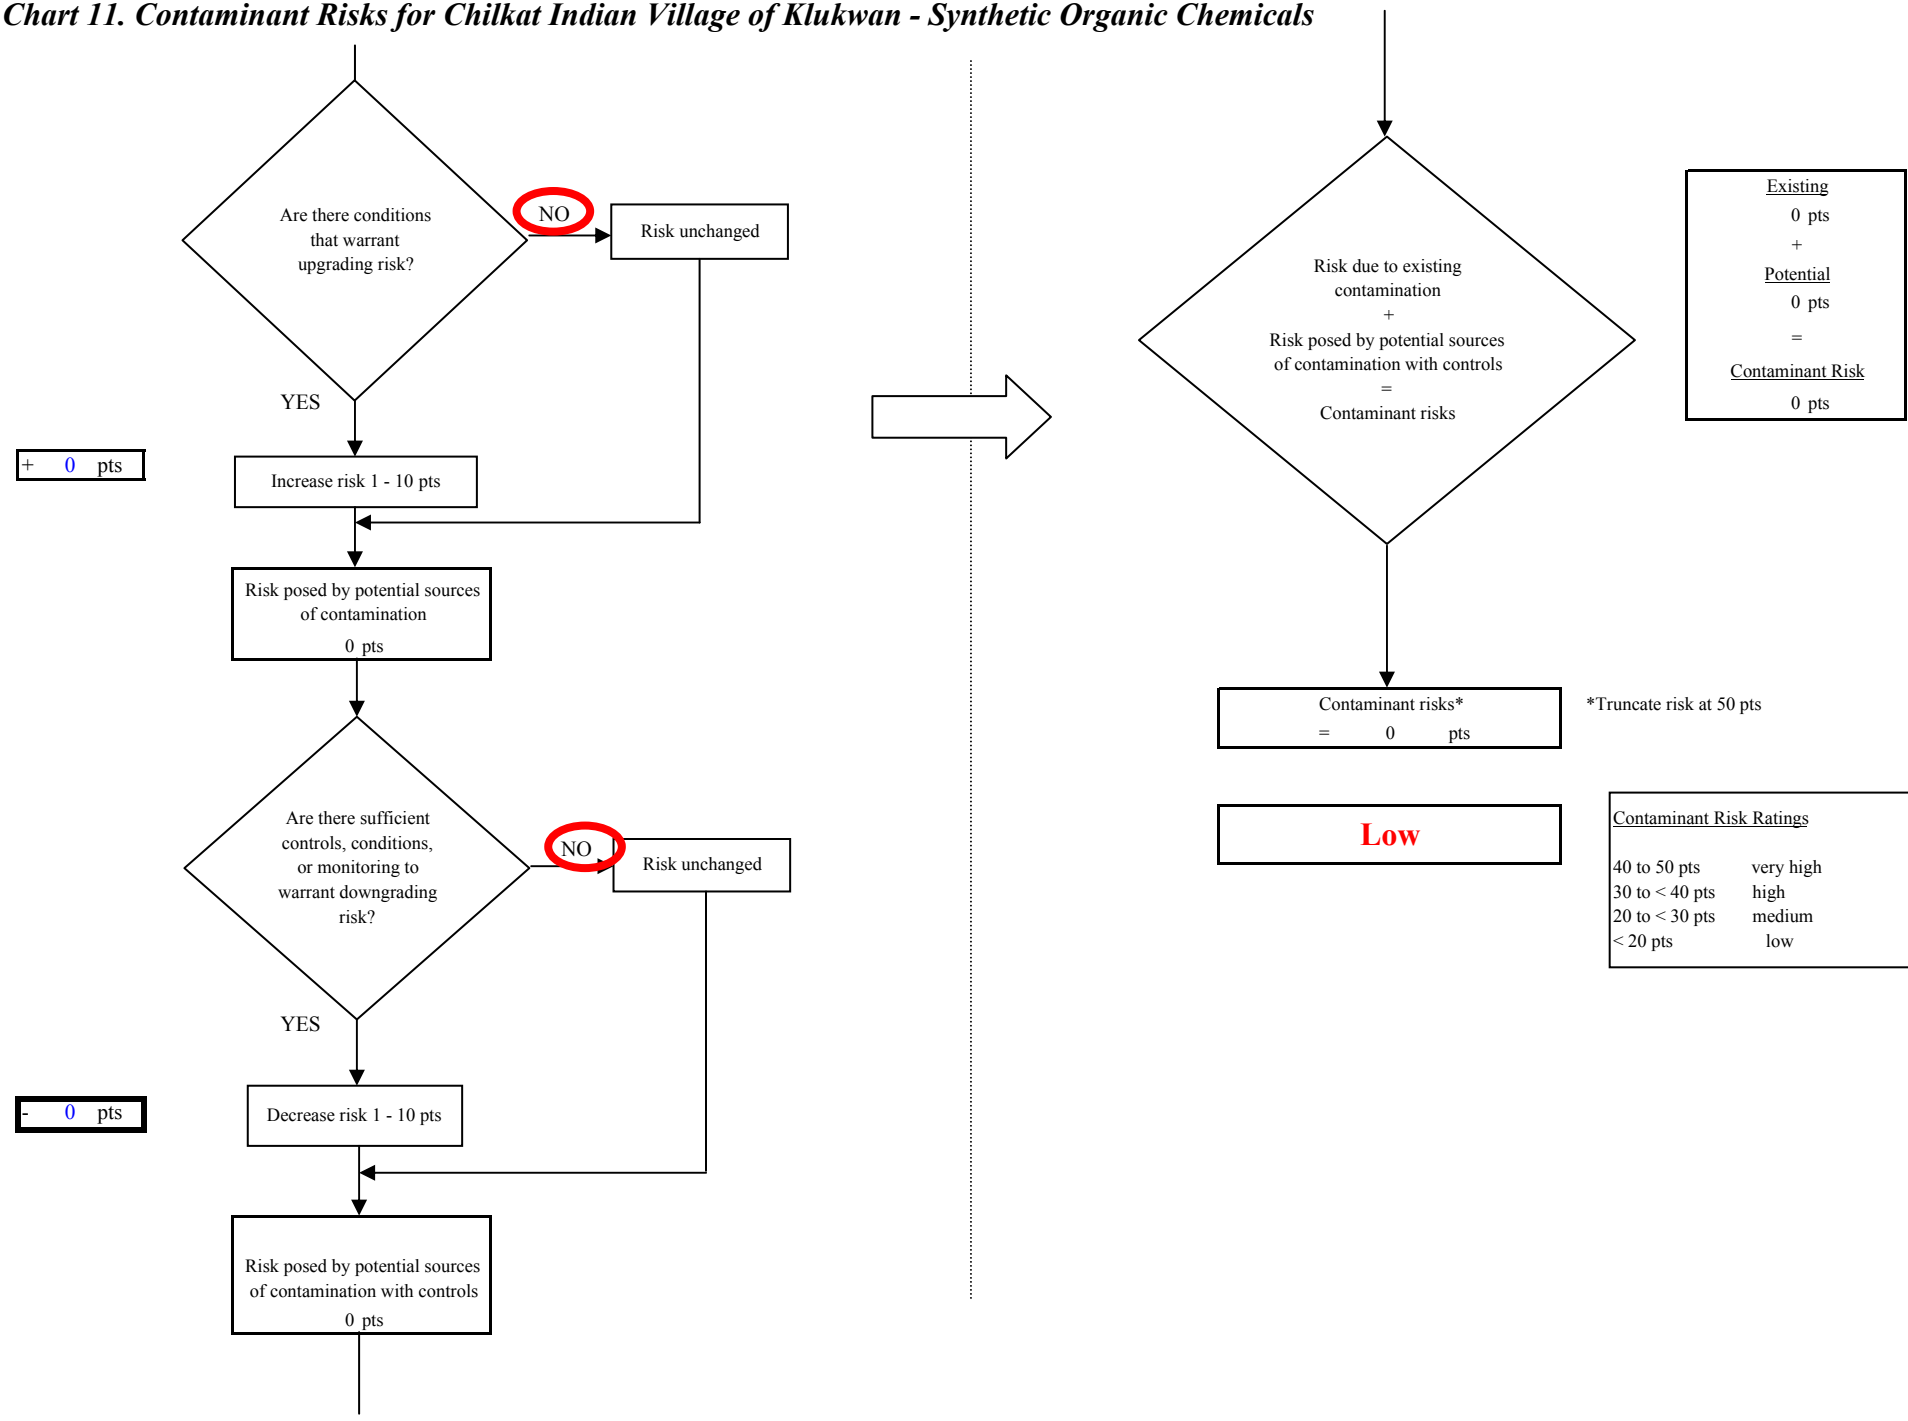 Chart 11. Contaminant Risks for Chilkat Indian Village of Klukwan - Synthetic Organic Chemicals
Are there conditions
that warrant
upgrading risk?
NO
Risk unchanged
YES
+ 0 pts
Increase risk 1 - 10 pts
Risk posed by potential sources
of contamination
0 pts
Are there sufficient
controls, conditions,
or monitoring to
warrant downgrading
risk?
NO
Risk unchanged
YES
- 0 pts
Decrease risk 1 - 10 pts
Risk posed by potential sources
of contamination with controls
0 pts
Risk due to existing
contamination
+
Risk posed by potential sources
of contamination with controls
=
Contaminant risks
Existing
0 pts
+
Potential
0 pts
=
Contaminant Risk
0 pts
Contaminant risks*
= 0 pts
*Truncate risk at 50 pts
Low
Contaminant Risk Ratings
40 to 50 pts very high
30 to < 40 pts high
20 to < 30 pts medium
< 20 pts low